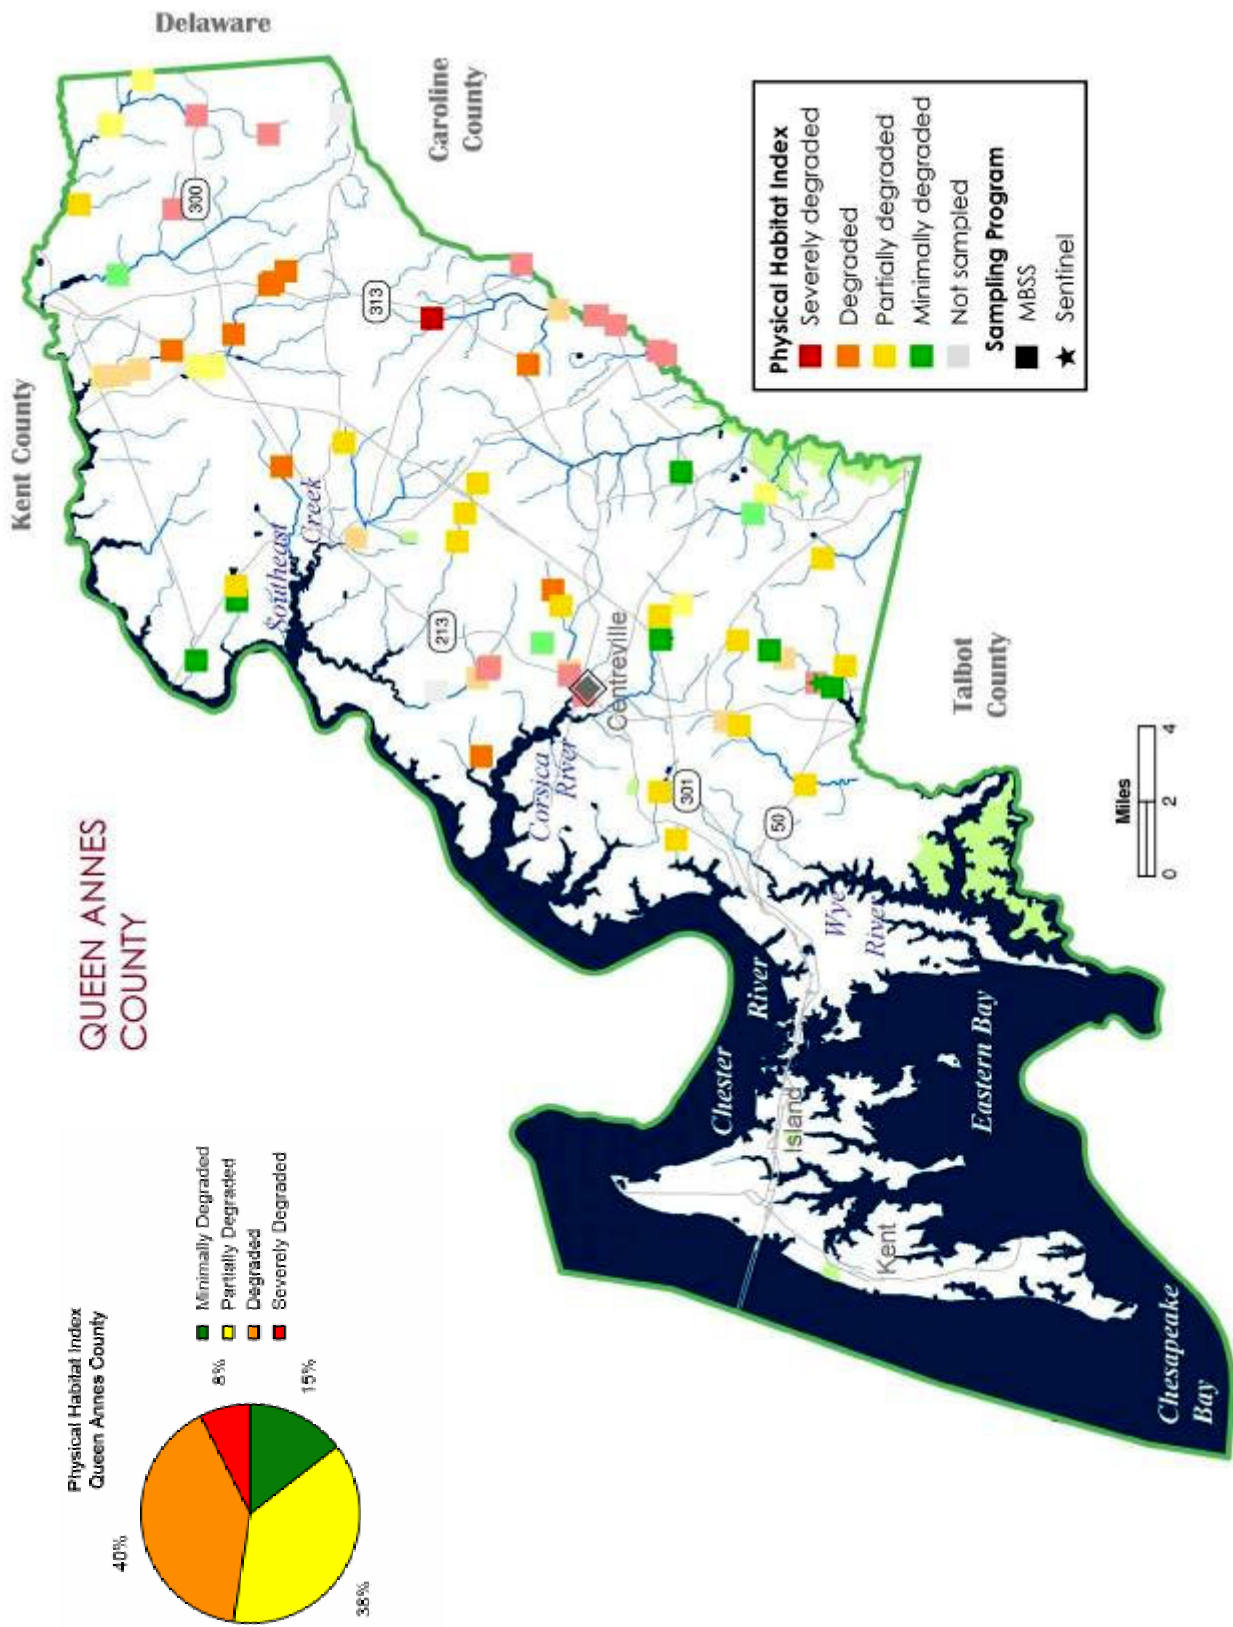 QUEEN ANNES
COUNTY
Physical Habitat Index
Queen Annes County
40%
8%
15%
38%
Minimally Degraded
Partially Degraded
Degraded
Severely Degraded
Kent County
Delaware
Caroline
County
Talbot
County
300
313
213
301
50
Southeast
Creek
Corsica
River
Centreville
Wye
River
Chester
River
Eastern Bay
Kent
Island
Chesapeake
Bay
Miles
0 2 4
Physical Habitat Index
Severely degraded
Degraded
Partially degraded
Minimally degraded
Not sampled
Sampling Program
MBSS
Sentinel